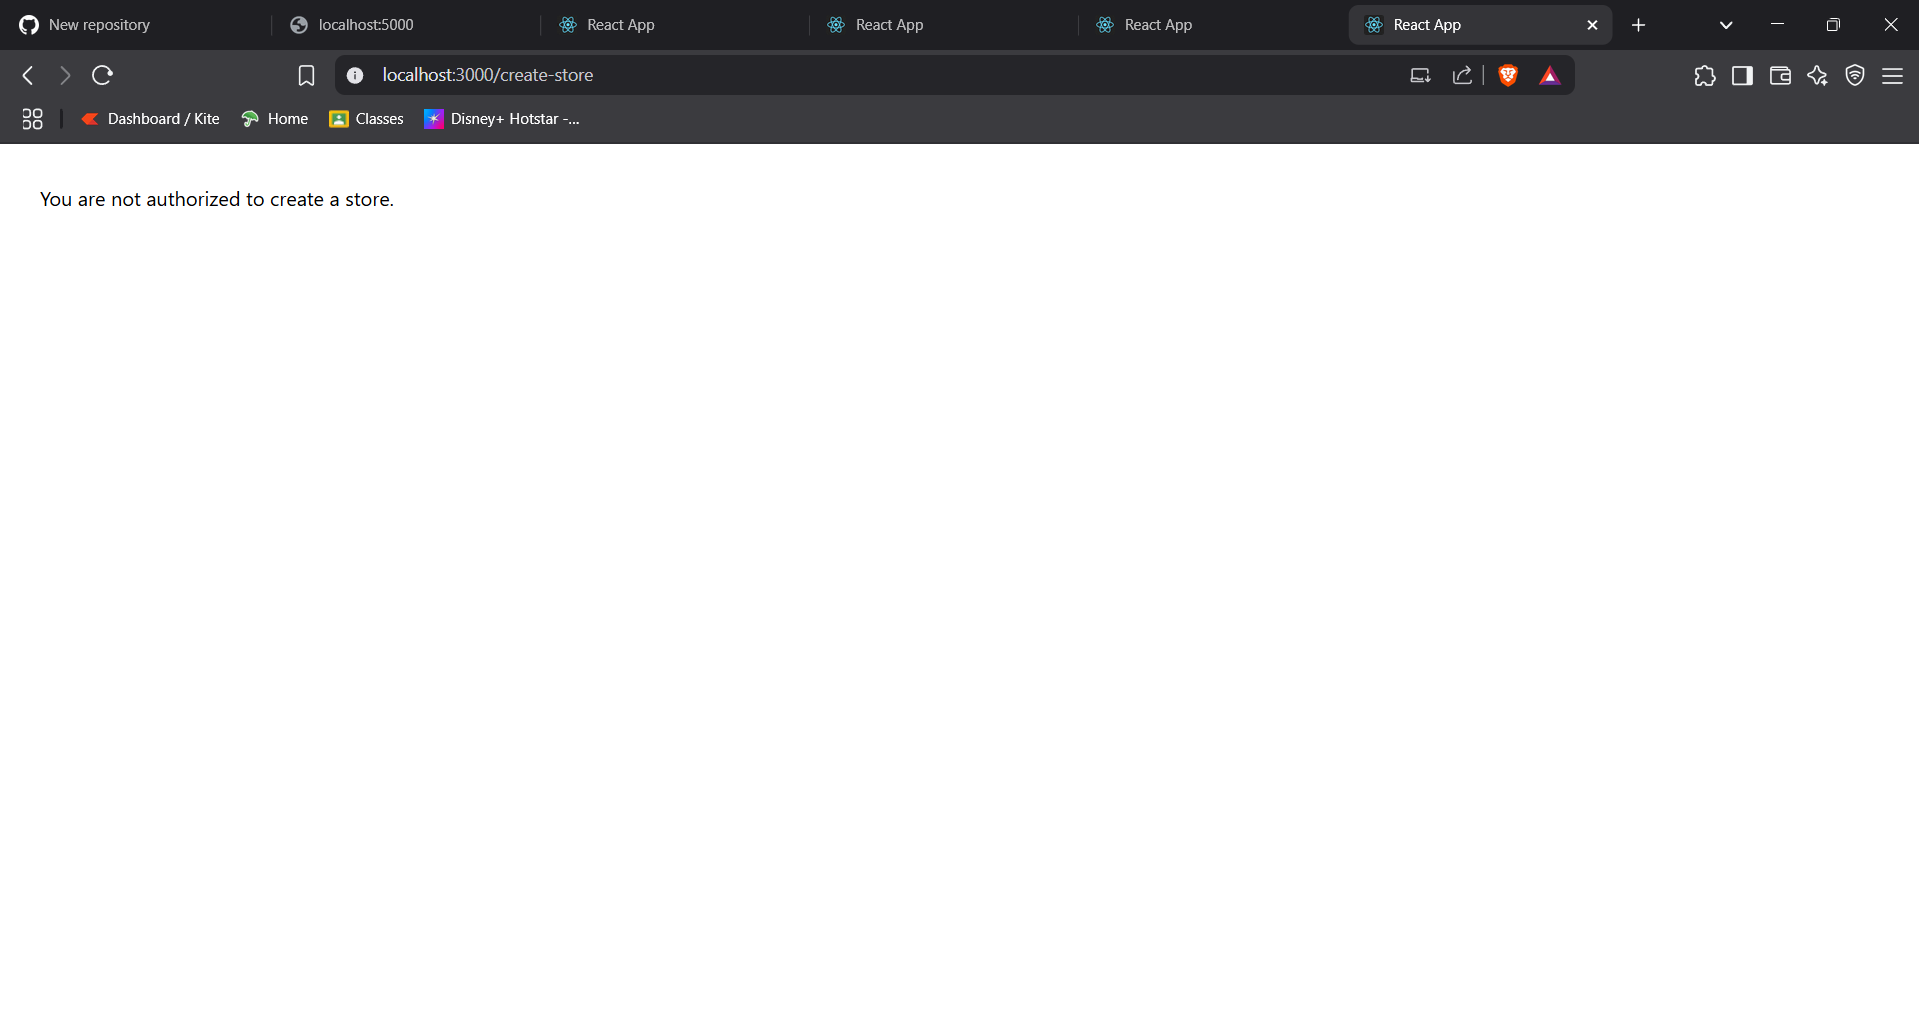 New repository
localhost:5000
React App
React App
React App
React App
localhost:3000/create-store
Dashboard / Kite
Home
Classes
Disney+ Hotstar -...
You are not authorized to create a store.